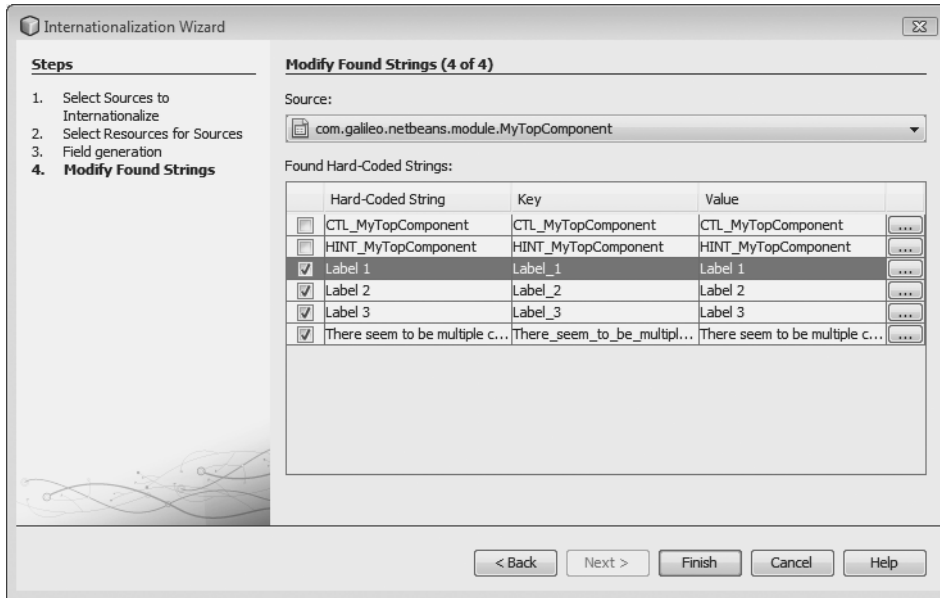 Internationalization Wizard
Steps
1. Select Sources to
Internationalize
2. Select Resources for Sources
3. Field generation
4. Modify Found Strings
Modify Found Strings (4 of 4)
Source:
com.galileo.netbeans.module.MyTopComponent
Found Hard-Coded Strings:
Hard-Coded String Key Value
CTL_MyTopComponent CTL_MyTopComponent CTL_MyTopComponent ...
HINT_MyTopComponent HINT_MyTopComponent HINT_MyTopComponent ...
Label 1 Label_1 Label 1 ...
Label 2 Label_2 Label 2 ...
Label 3 Label_3 Label 3 ...
There seem to be multiple c... There_seem_to_be_multipl... There seem to be multiple c... ...
< Back Next > Finish Cancel Help